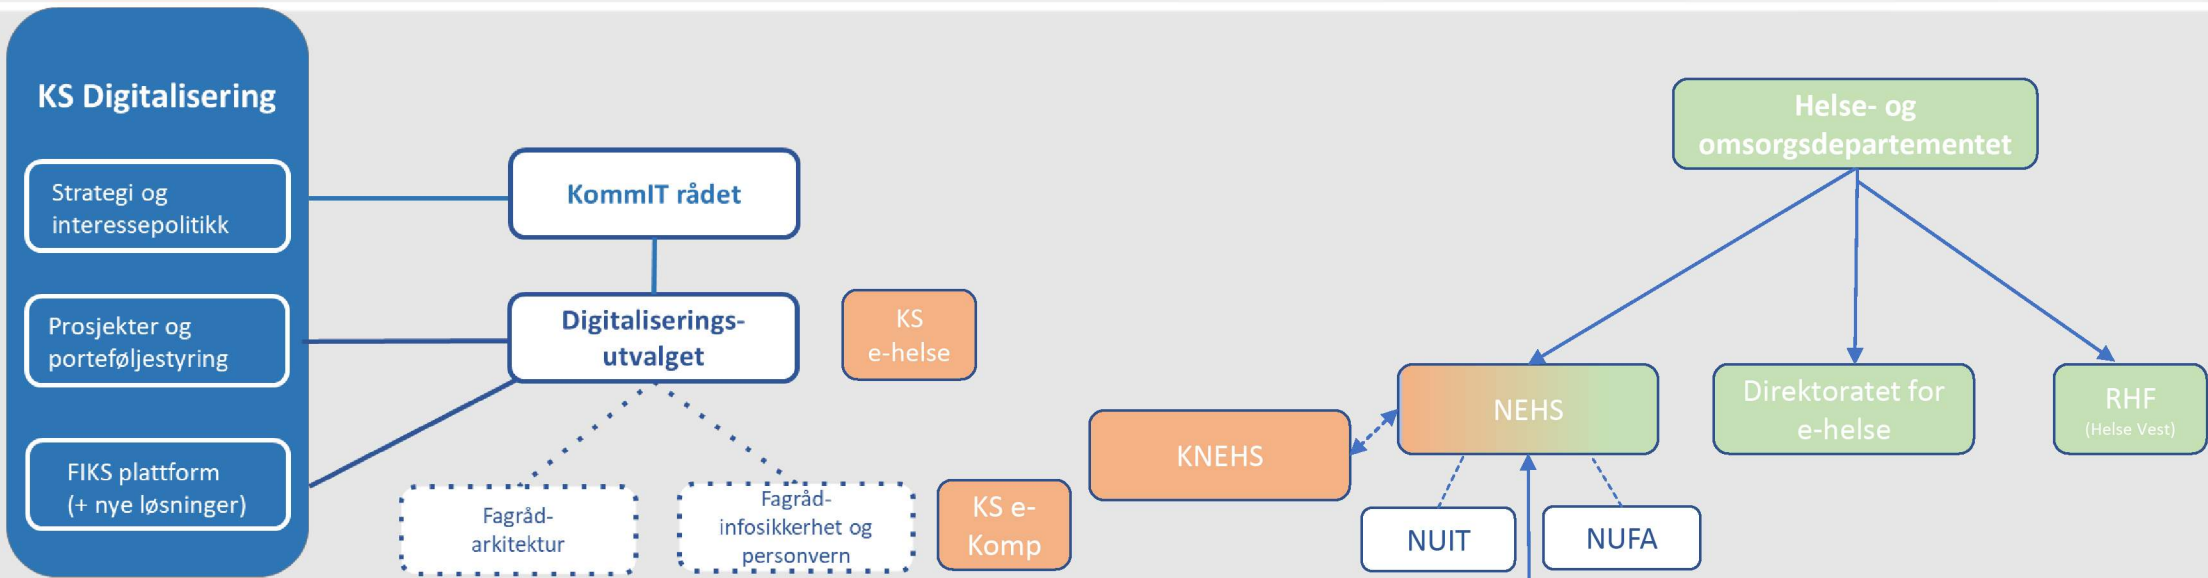 KS Digitalisering
Strategi og
interessepolitikk
Prosjekter og
porteføljestyring
FIKS plattform
(+ nye løsninger)
KommIT rådet
Digitaliserings-
utvalget
Fagråd-
arkitektur
Fagråd-
infosikkerhet og
personvern
KS
e-helse
KS e-
Komp
Helse- og
omsorgsdepartementet
KNEHS
NEHS
Direktoratet for
e-helse
RHF
(Helse Vest)
NUIT
NUFA